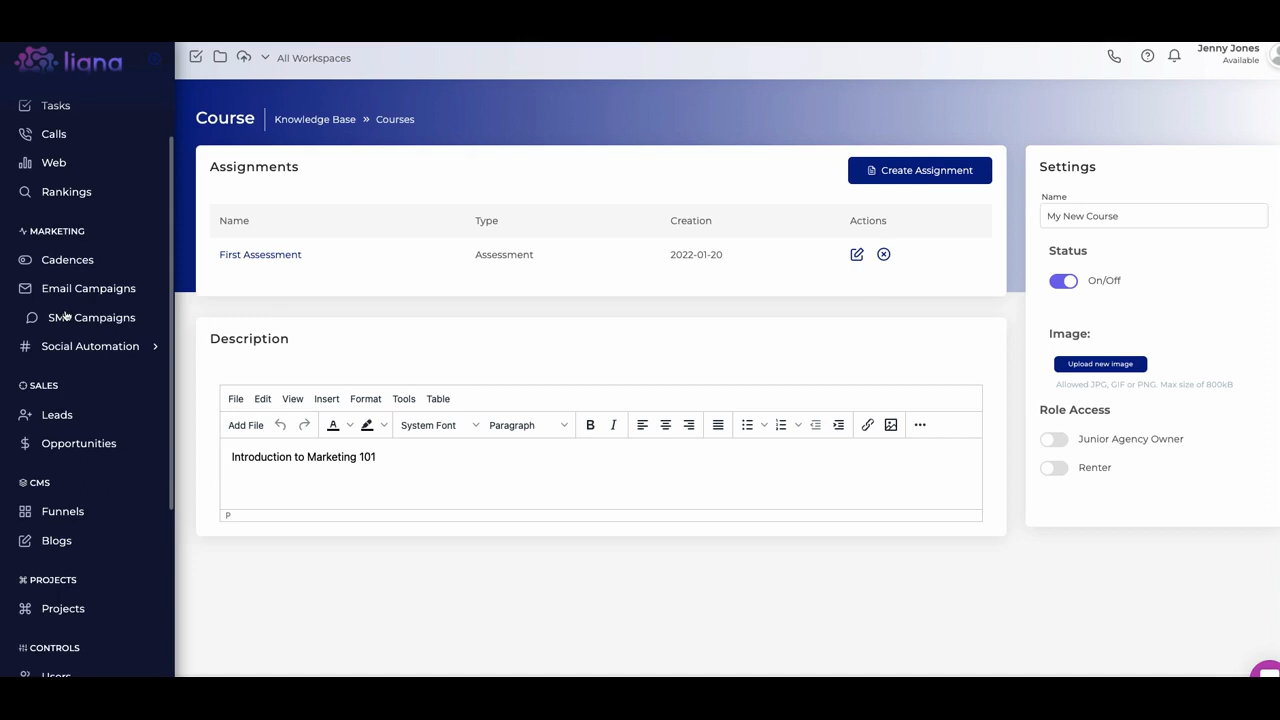 liana
Tasks
Calls
Web
Rankings
MARKETING
Cadences
Email Campaigns
SMS Campaigns
Social Automation
SALES
Leads
Opportunities
CMS
Funnels
Blogs
PROJECTS
Projects
CONTROLS
Users
All Workspaces
Jenny Jones
Available
Course
Knowledge Base » Courses
Assignments
Create Assignment
Name Type Creation Actions
First Assessment Assessment 2022-01-20
Description
File Edit View Insert Format Tools Table
Add File A System Font Paragraph B I
Introduction to Marketing 101
P
Settings
Name
My New Course
Status
On/Off
Image:
Upload new image
Allowed JPG, GIF or PNG. Max size of 800kB
Role Access
Junior Agency Owner
Renter